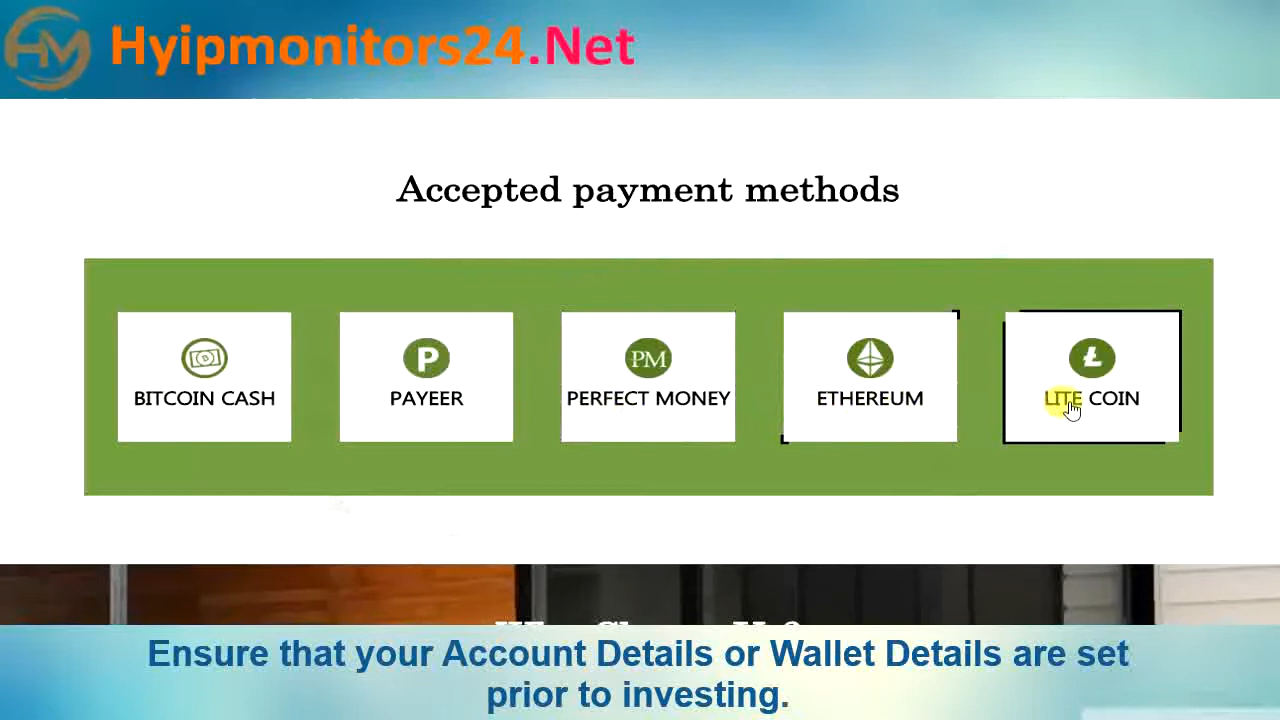 HM
Hyipmonitors24.Net
Accepted payment methods
BITCOIN CASH
PAYEER
PM
PERFECT MONEY
ETHEREUM
LITE COIN
Ensure that your Account Details or Wallet Details are set
prior to investing.